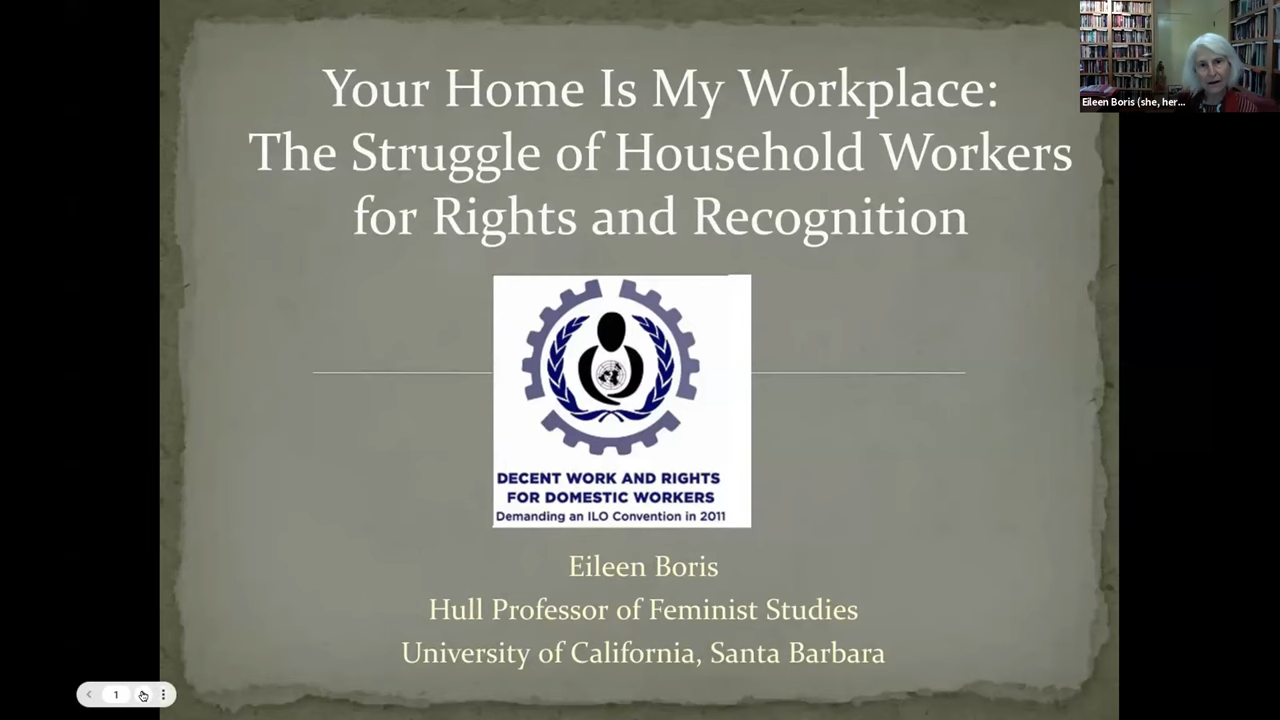 Your Home Is My Workplace:
The Struggle of Household Workers
for Rights and Recognition
DECENT WORK AND RIGHTS
FOR DOMESTIC WORKERS
Demanding an ILO Convention in 2011
Eileen Boris
Hull Professor of Feminist Studies
University of California, Santa Barbara
Eileen Boris (she, her...
1